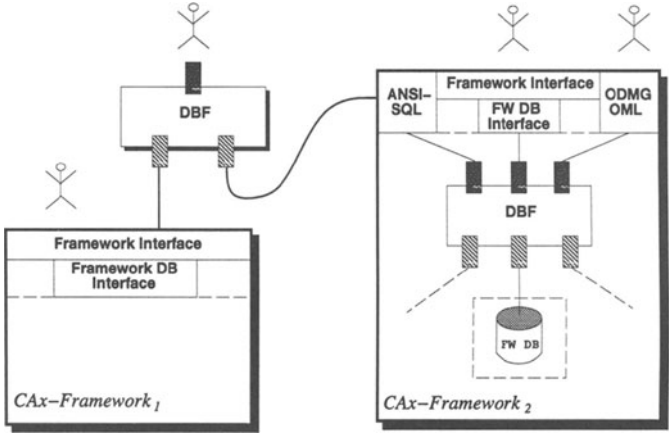 DBF
Framework Interface
Framework DB
Interface
CAx-Framework 1
ANSI-
SQL
Framework Interface
FW DB
Interface
ODMG
OML
DBF
FW DB
CAx-Framework 2